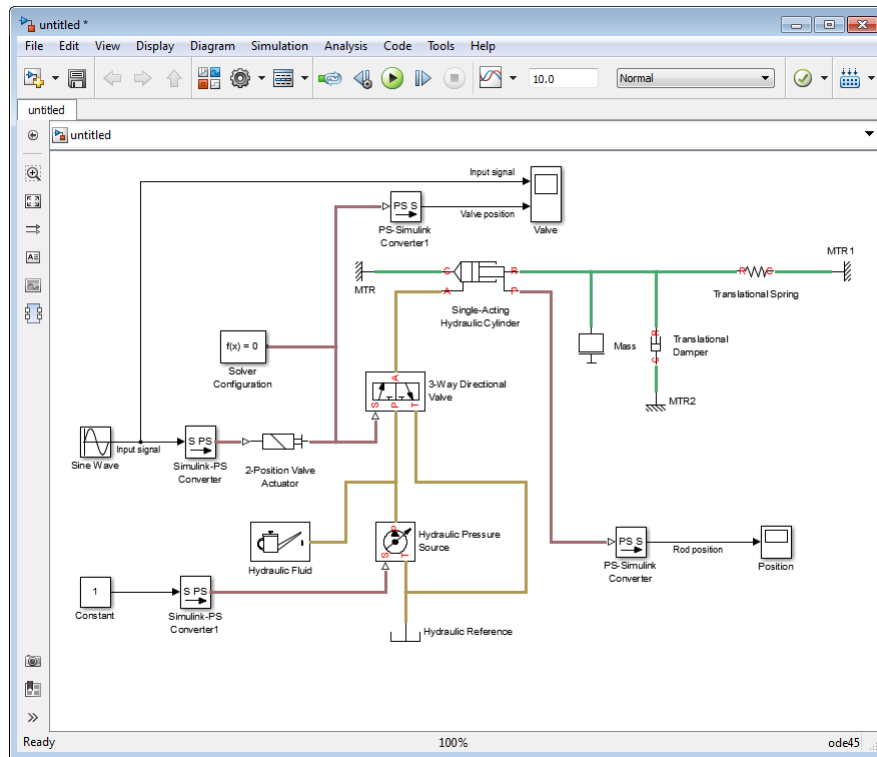 untitled *
File Edit View Display Diagram Simulation Analysis Code Tools Help
10.0
Normal
untitled
untitled
Input signal
PS S
Valve position
PS-Simulink
Converter1
Valve
MTR
C
R
A
P
Single-Acting
Hydraulic Cylinder
R
C
MTR1
Translational Spring
Mass
R
C
Translational
Damper
MTR2
f(x) = 0
Solver
Configuration
A
S
P
T
3-Way Directional
Valve
Sine Wave
Input signal
S PS
Simulink-PS
Converter
2-Position Valve
Actuator
Hydraulic Fluid
P
S
T
Hydraulic Pressure
Source
PS S
PS-Simulink
Converter
Rod position
Position
1
Constant
S PS
Simulink-PS
Converter1
Hydraulic Reference
Ready
100%
ode45